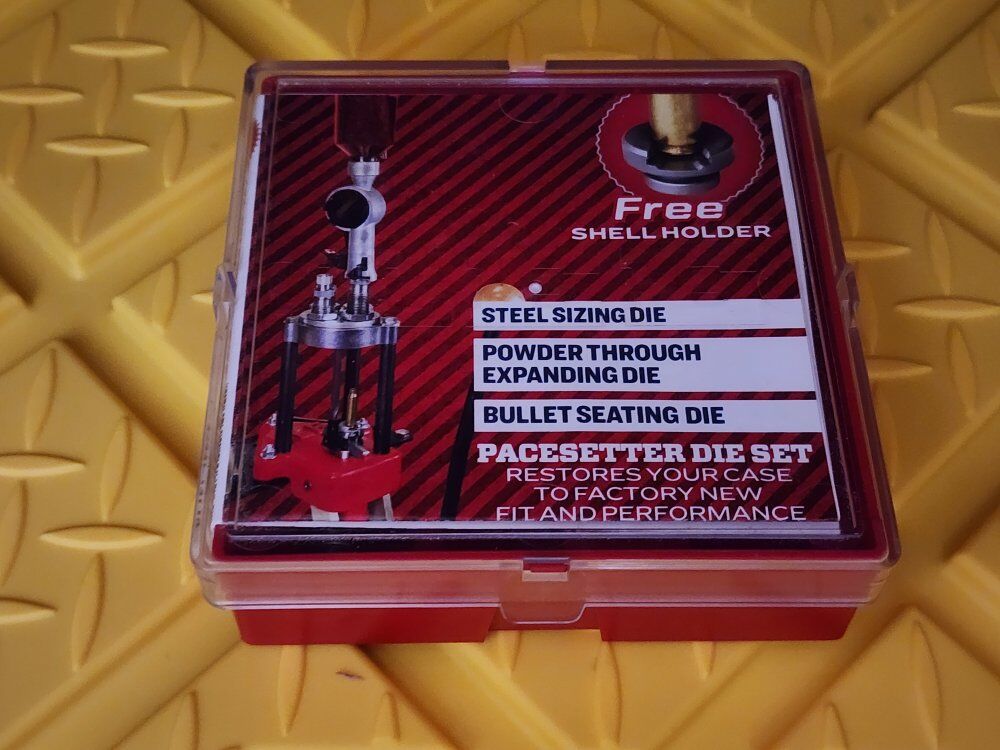 Free
SHELL HOLDER
STEEL SIZING DIE
POWDER THROUGH
EXPANDING DIE
BULLET SEATING DIE
PACESETTER DIE SET
RESTORES YOUR CASE
TO FACTORY NEW
FIT AND PERFORMANCE